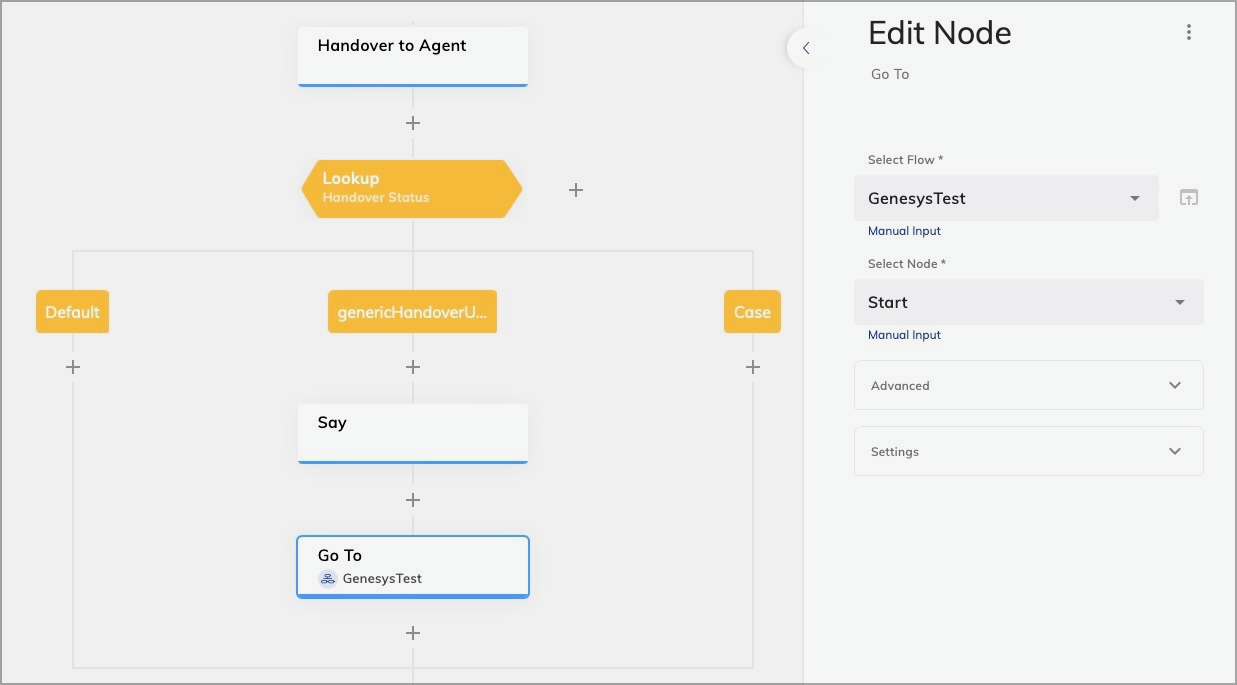 Handover to Agent
Lookup
Handover Status
Default
genericHandoverU...
Case
Say
Go To
GenesysTest
Edit Node
Go To
Select Flow *
GenesysTest
Manual Input
Select Node *
Start
Manual Input
Advanced
Settings